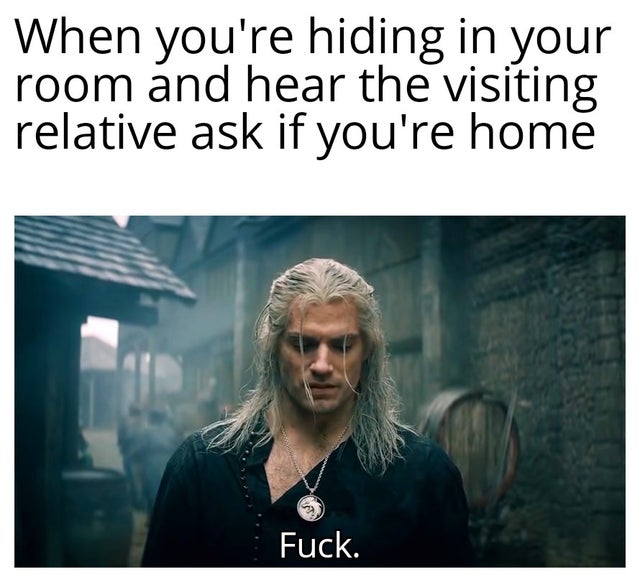 When you're hiding in your
room and hear the visiting
relative ask if you're home
Fuck.